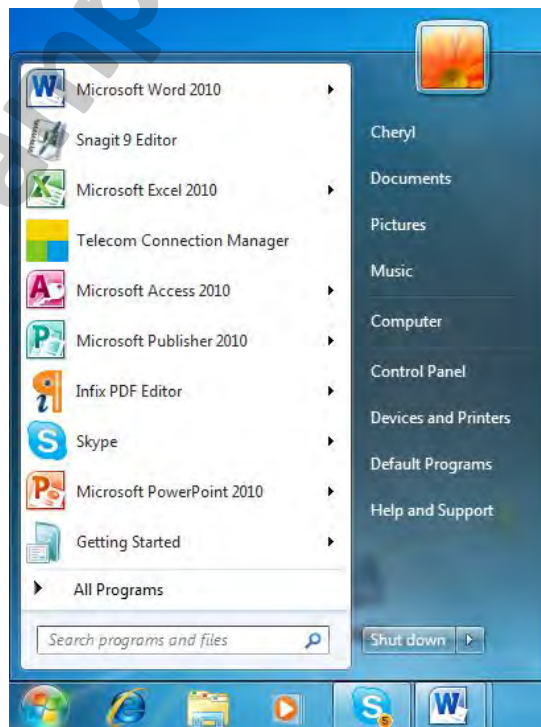 Microsoft Word 2010
Snagit 9 Editor
Microsoft Excel 2010
Telecom Connection Manager
Microsoft Access 2010
Microsoft Publisher 2010
Infix PDF Editor
Skype
Microsoft PowerPoint 2010
Getting Started
All Programs
Search programs and files
Cheryl
Documents
Pictures
Music
Computer
Control Panel
Devices and Printers
Default Programs
Help and Support
Shut down